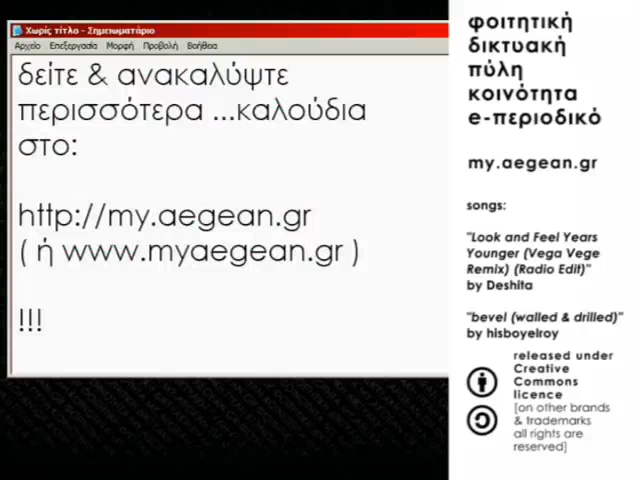 Χωρίς τίτλο - Σημειωματάριο
Αρχείο Επεξεργασία Μορφή Προβολή Βοήθεια
δείτε & ανακαλύψτε
περισσότερα ...καλούδια
στο:
http://my.aegean.gr
( ή www.myaegean.gr )
!!!
φοιτητική
δικτυακή
πύλη
κοινότητα
e-περιοδικό
my.aegean.gr
songs:
"Look and Feel Years
Younger (Vega Vege
Remix) (Radio Edit)"
by Deshita
"bevel (walled & drilled)"
by hisboyelroy
released under
Creative
Commons
licence
[on other brands
& trademarks
all rights are
reserved]